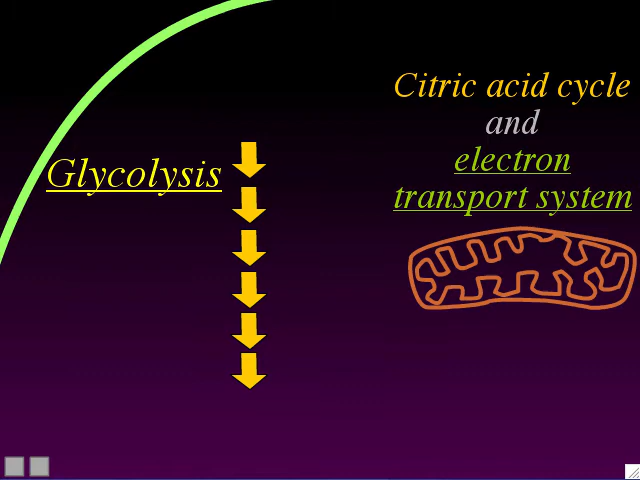 Glycolysis
Citric acid cycle
and
electron
transport system